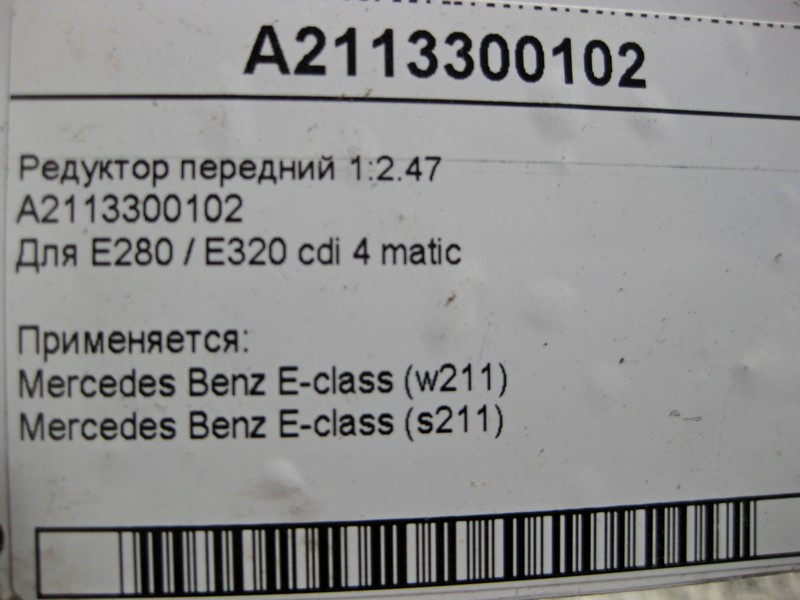 A2113300102
Редуктор передний 1:2.47
A2113300102
Для E280 / E320 cdi 4 matic
Применяется:
Mercedes Benz E-class (w211)
Mercedes Benz E-class (s211)